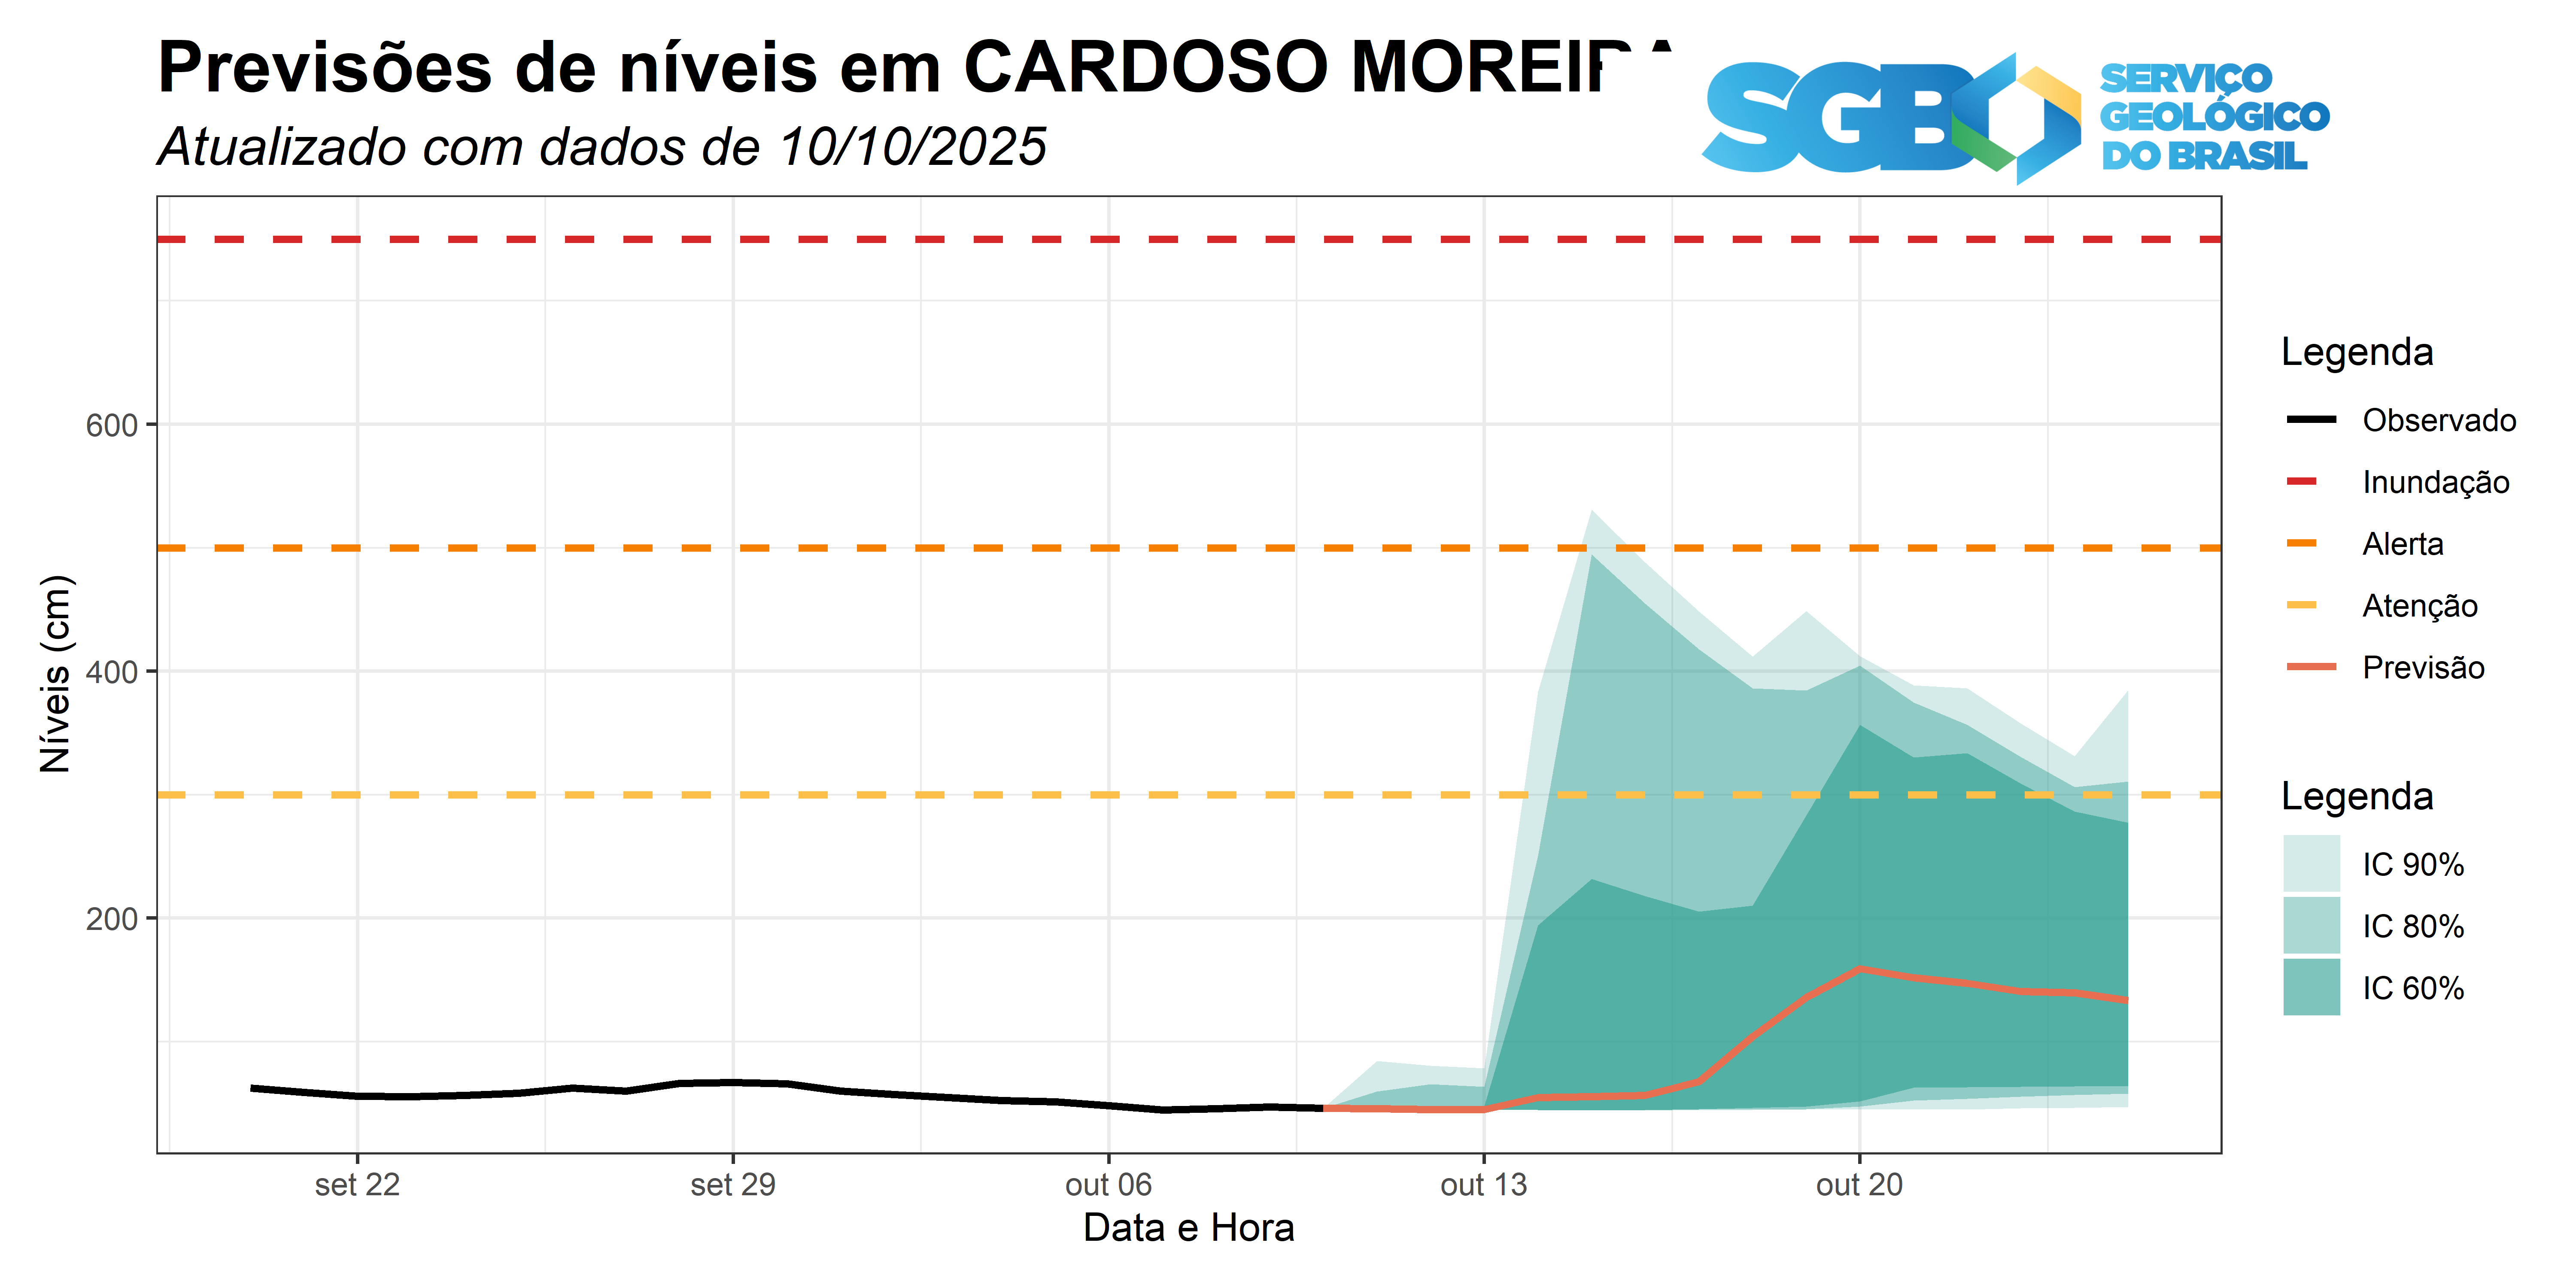 Previsões de níveis em CARDOSO MOREIRA
Atualizado com dados de 10/10/2025
SGB
SERVIÇO
GEOLÓGICO
DO BRASIL
600
400
200
Níveis (cm)
set 22
set 29
out 06
out 13
out 20
Data e Hora
Legenda
Observado
Inundação
Alerta
Atenção
Previsão
Legenda
IC 90%
IC 80%
IC 60%